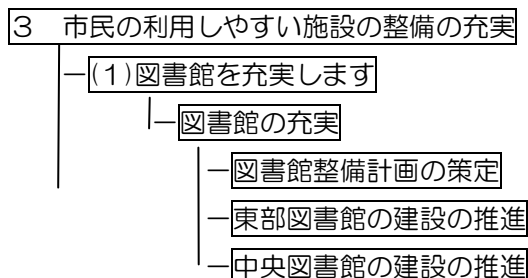 3　市民の利用しやすい施設の整備の充実
(1)図書館を充実します
図書館の充実
図書館整備計画の策定
東部図書館の建設の推進
中央図書館の建設の推進